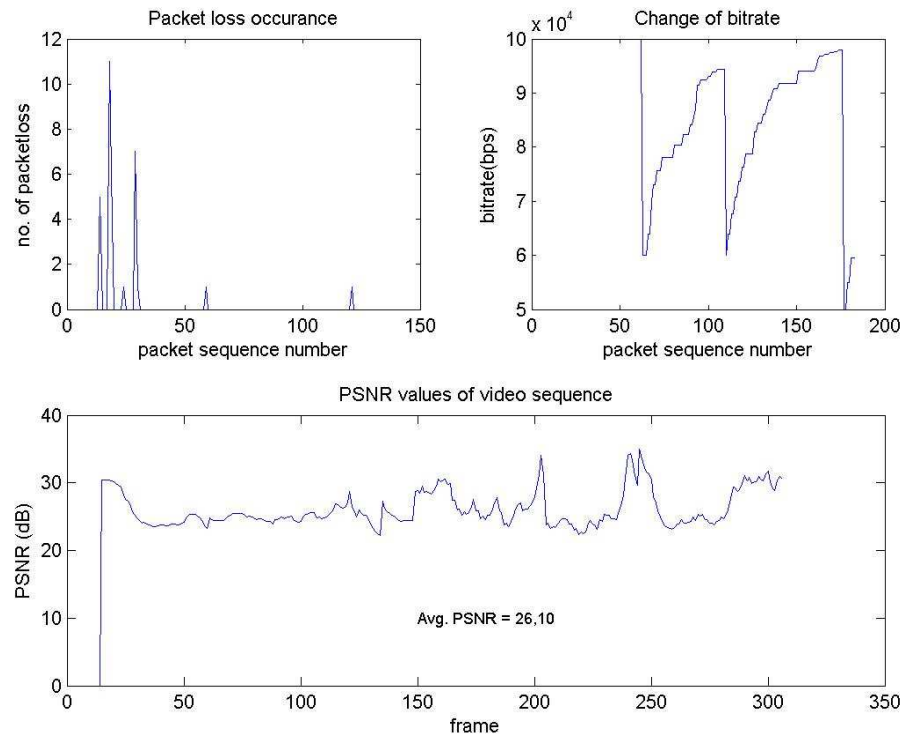 Packet loss occurance
12
10
8
6
4
2
0
no. of packetloss
0 50 100 150
packet sequence number
Change of bitrate
x 10^4
10
9
8
7
6
5
bitrate(bps)
0 50 100 150 200
packet sequence number
PSNR values of video sequence
40
30
20
10
0
PSNR (dB)
Avg. PSNR = 26,10
0 50 100 150 200 250 300 350
frame